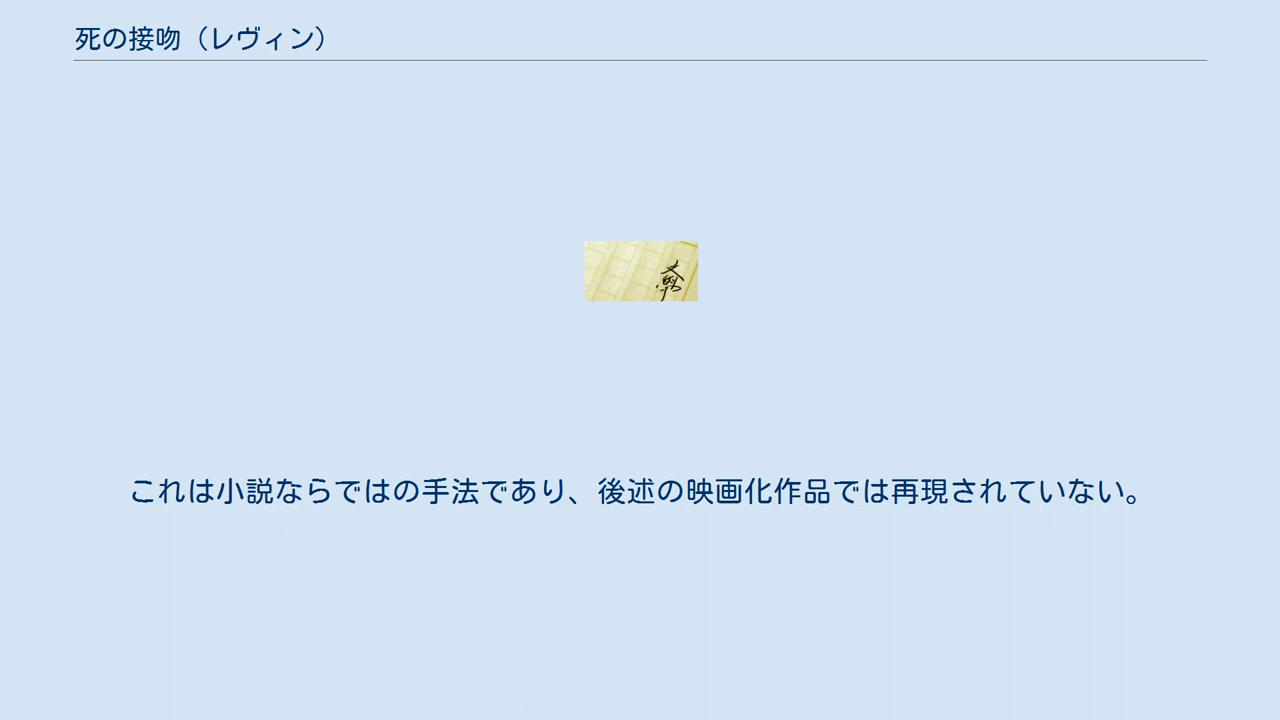 死の接吻（レヴィン）
これは小説ならではの手法であり、後述の映画化作品では再現されていない。